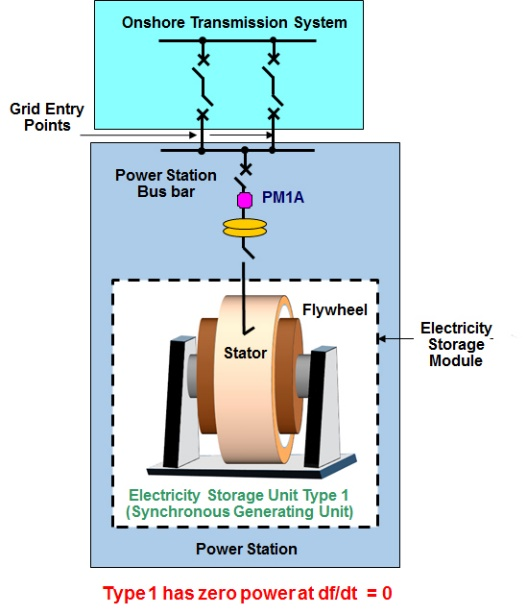 Onshore Transmission System
Grid Entry
Points
Power Station
Bus bar
PM1A
Flywheel
Stator
Electricity
Storage
Module
Electricity Storage Unit Type 1
(Synchronous Generating Unit)
Power Station
Type 1 has zero power at df/dt = 0